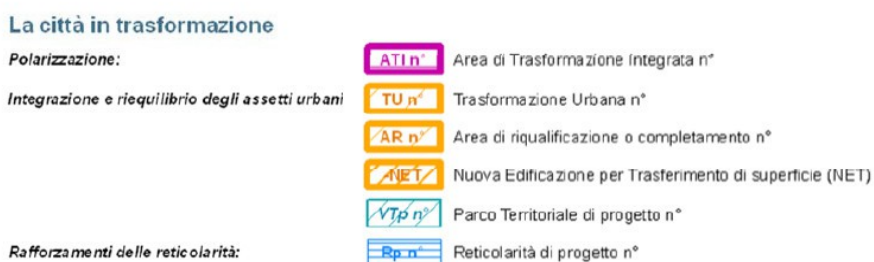 La città in trasformazione
Polarizzazione: ATI n° Area di Trasformazione Integrata n°
Integrazione e riequilibrio degli assetti urbani TU n° Trasformazione Urbana n°
AR n° Area di riqualificazione o completamento n°
-NET Nuova Edificazione per Trasferimento di superficie (NET)
VTp n° Parco Territoriale di progetto n°
Rafforzamenti delle reticolarità: Rp n° Reticolarità di progetto n°